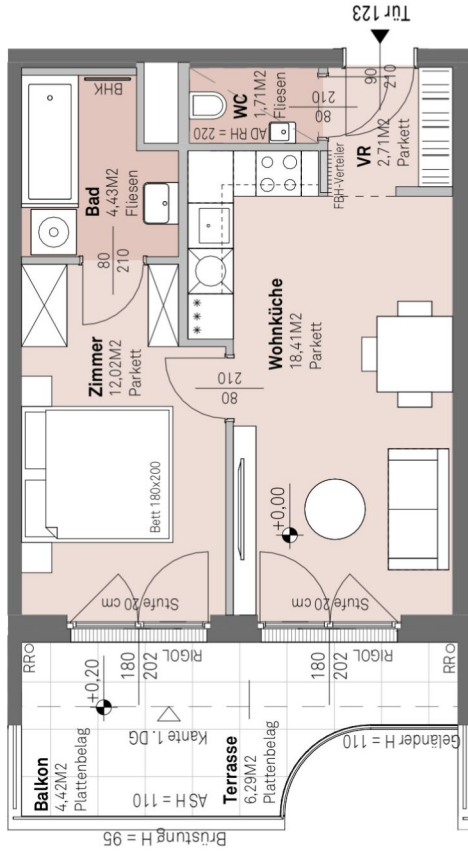 Tür 123
90
210
BHK
WC
1,71M2
Fliesen
AD RH = 220
80
210
VR
2,71M2
Parkett
FBH-Verteiler
Bad
4,43M2
Fliesen
80
210
Zimmer
12,02M2
Parkett
Wohnküche
18,41M2
Parkett
80
210
Bett 180x200
+0,00
Stufe 20 cm
Stufe 20 cm
RRO
180
202
RIGOL
180
202
RIGOL
RRO
+0,20
Kante 1. DG
Balkon
4,42M2
Plattenbelag
ASH = 110
Terrasse
6,29M2
Plattenbelag
Geländer H = 110
Brüstung H = 95